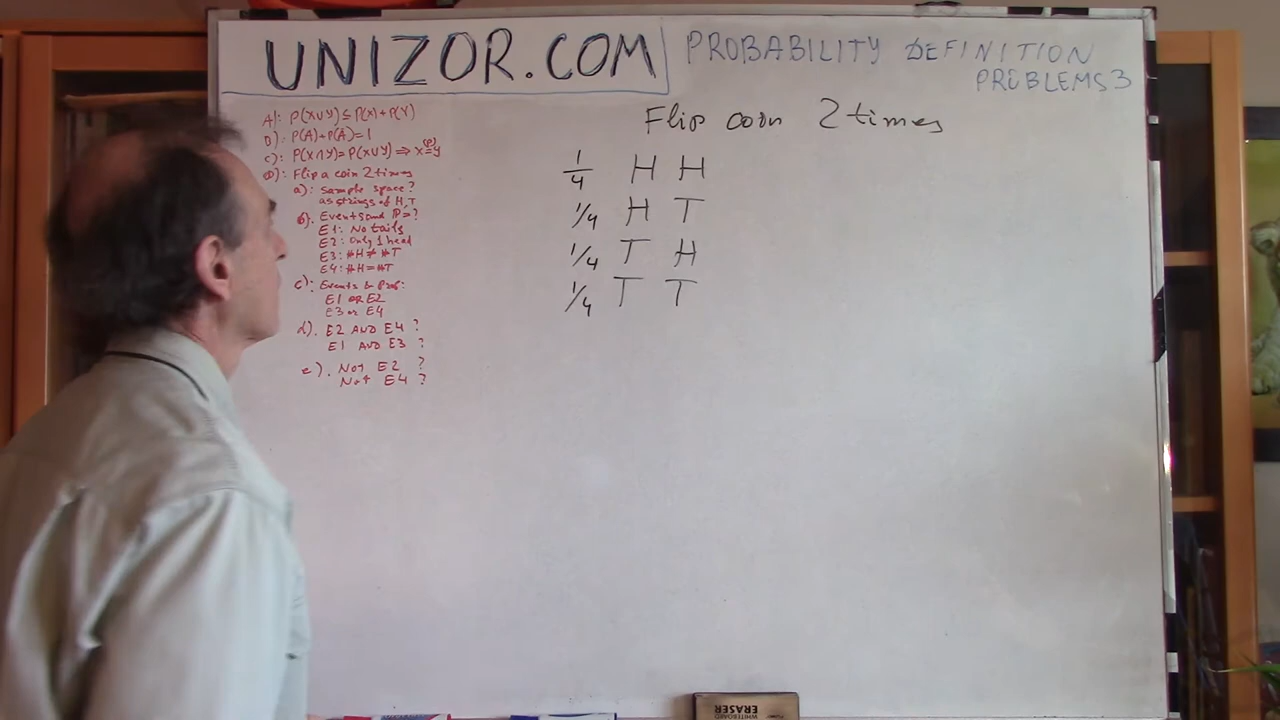 UNIZOR.COM
PROBABILITY DEFINITION
PROBLEMS 3
A): P(X∪Y) ≤ P(X)+P(Y)
B): P(A)+P(Ā)=1
C): P(X∩Y)=P(X∪Y) ⇒ X=Y
(P)
D): Flip a coin 2 times
a): sample space?
as strings of H,T
b): Events and P=?
E1: No tails
E2: Only 1 head
E3: #H≠#T
E4: #H=#T
c): Events & Prob:
E1 OR E2
E3 or E4
d). E2 AND E4 ?
E1 AND E3 ?
e). Not E2 ?
Not E4 ?
Flip coin 2 times
1/4 H H
1/4 H T
1/4 T H
1/4 T T
WHITEBOARD
ERASER